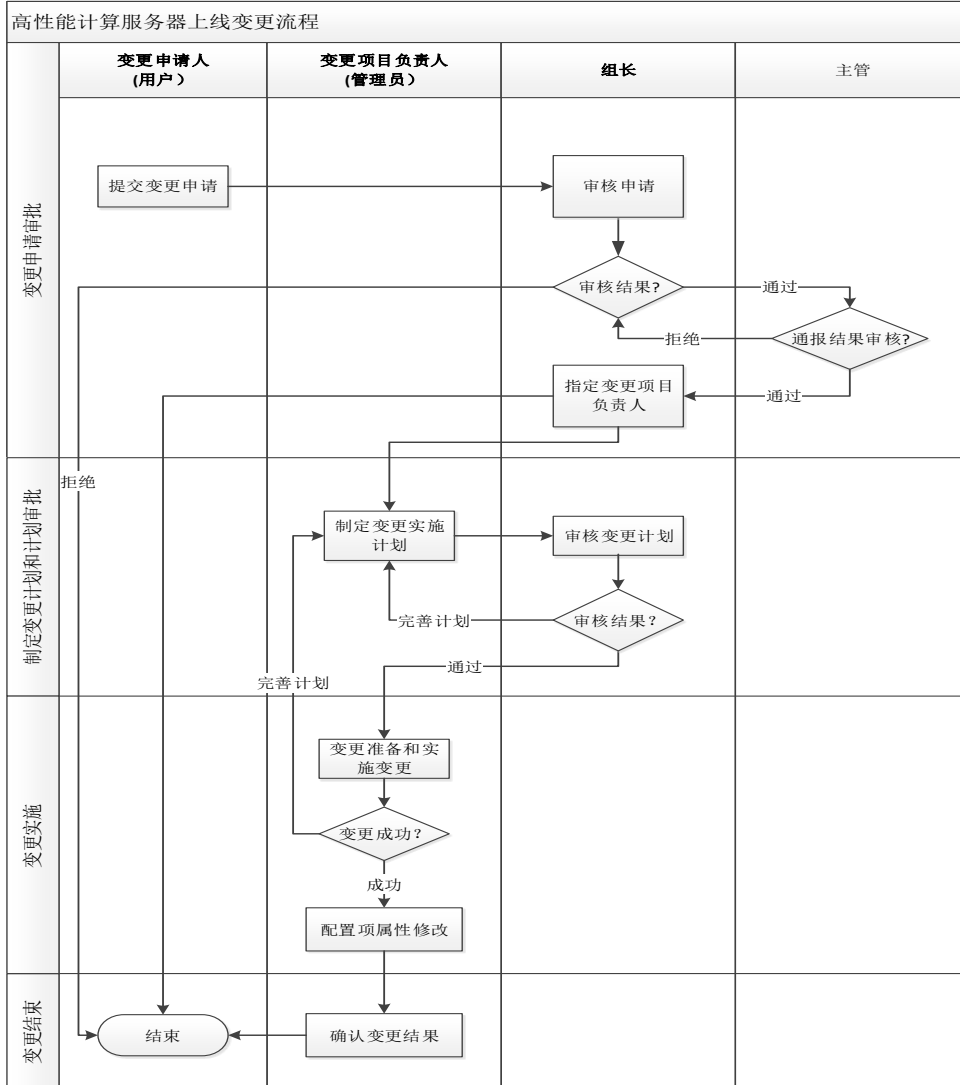 高性能计算服务器上线变更流程
变更申请人
(用户)
变更项目负责人
(管理员)
组长
主管
变更申请审批
提交变更申请
审核申请
审核结果?
通过
拒绝
通报结果审核?
指定变更项目
负责人
通过
拒绝
制定变更计划和计划审批
制定变更实施
计划
审核变更计划
完善计划
审核结果？
通过
完善计划
变更实施
变更准备和实
施变更
变更成功？
成功
配置项属性修改
变更结束
结束
确认变更结果